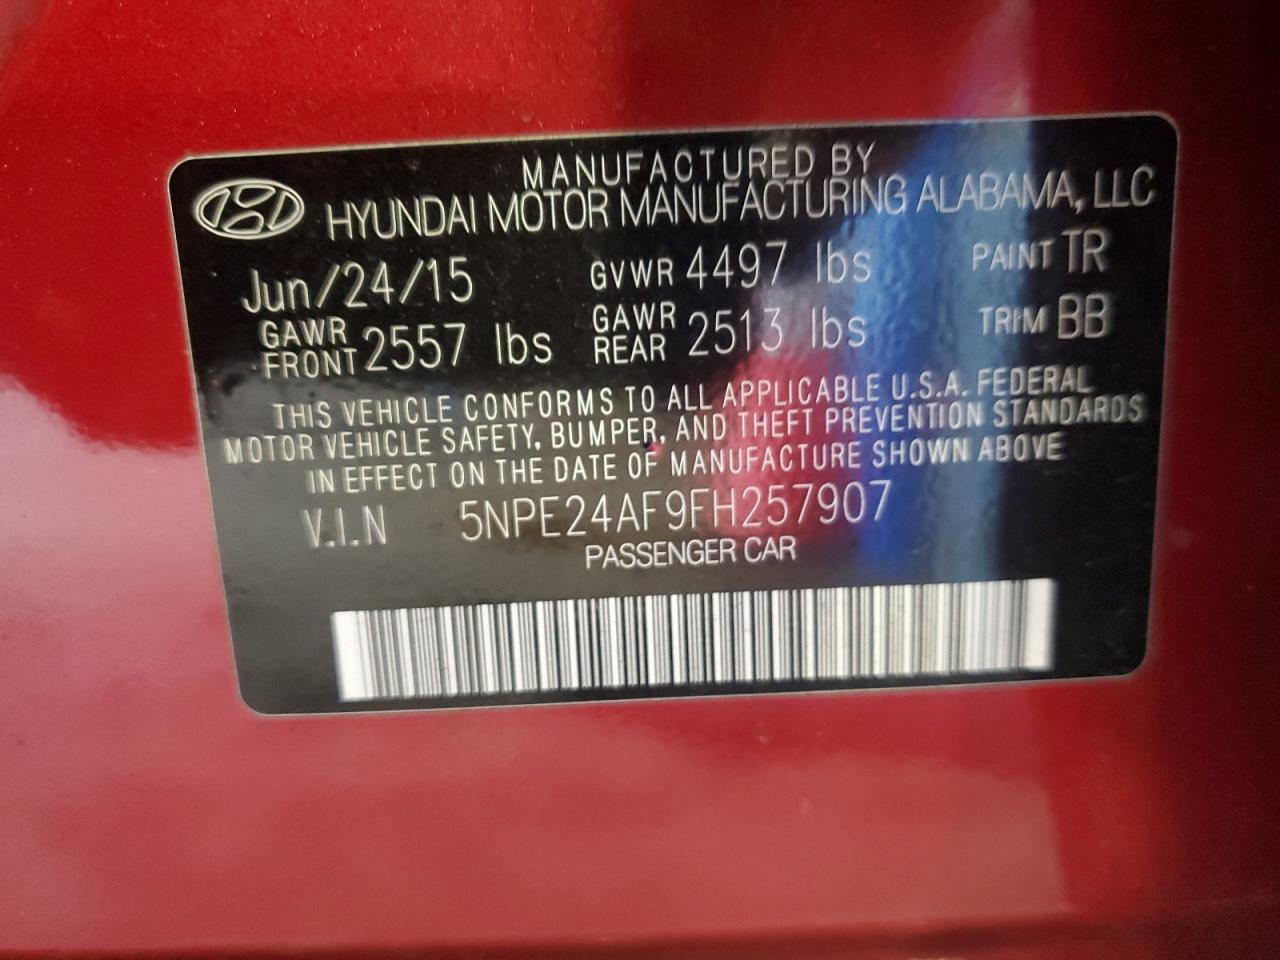 MANUFACTURED BY
HYUNDAI MOTOR MANUFACTURING ALABAMA, LLC
Jun/24/15 GVWR 4497 lbs PAINT TR
GAWR FRONT 2557 lbs GAWR REAR 2513 lbs TRIM BB
THIS VEHICLE CONFORMS TO ALL APPLICABLE U.S.A. FEDERAL
MOTOR VEHICLE SAFETY, BUMPER, AND THEFT PREVENTION STANDARDS
IN EFFECT ON THE DATE OF MANUFACTURE SHOWN ABOVE
V.I.N 5NPE24AF9FH257907
PASSENGER CAR